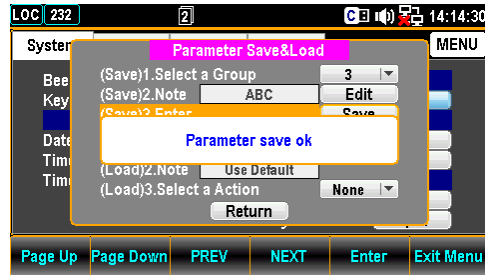 LOC 232 2 C 14:14:30
System MENU
Parameter Save&Load
(Save)1.Select a Group 3
(Save)2.Note ABC Edit
(Save)3.Enter Save
Parameter save ok
(Load)2.Note Use Default
(Load)3.Select a Action None
Return
Bee
Key
Date
Time
Time
Page Up Page Down PREV NEXT Enter Exit Menu